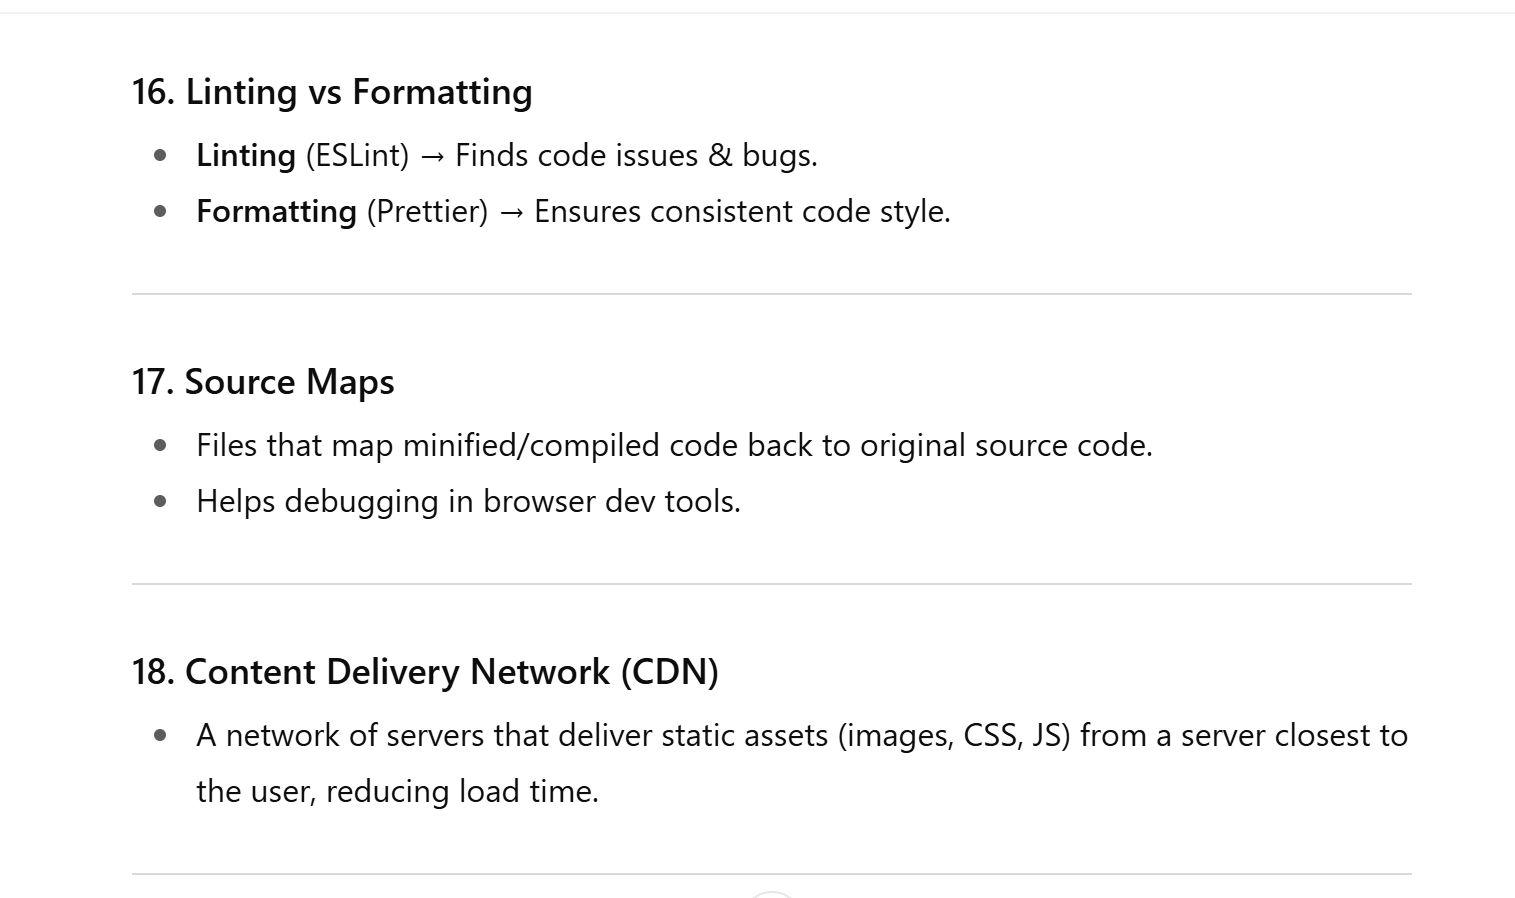 16. Linting vs Formatting
• Linting (ESLint) → Finds code issues & bugs.
• Formatting (Prettier) → Ensures consistent code style.
17. Source Maps
• Files that map minified/compiled code back to original source code.
• Helps debugging in browser dev tools.
18. Content Delivery Network (CDN)
• A network of servers that deliver static assets (images, CSS, JS) from a server closest to
the user, reducing load time.